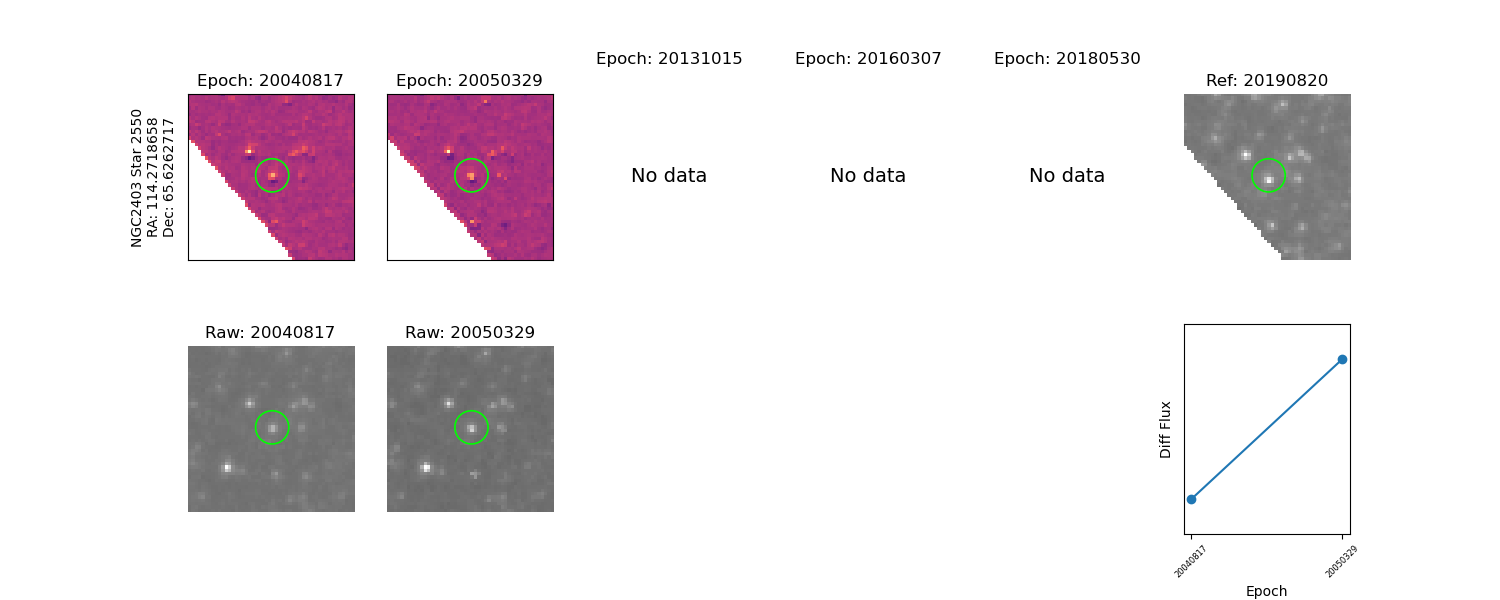 Epoch: 20040817
Epoch: 20050329
Epoch: 20131015
Epoch: 20160307
Epoch: 20180530
Ref: 20190820
NGC2403 Star 2550
RA: 114.2718658
Dec: 65.6262717
No data
No data
No data
Raw: 20040817
Raw: 20050329
Diff Flux
20040817
20050329
Epoch